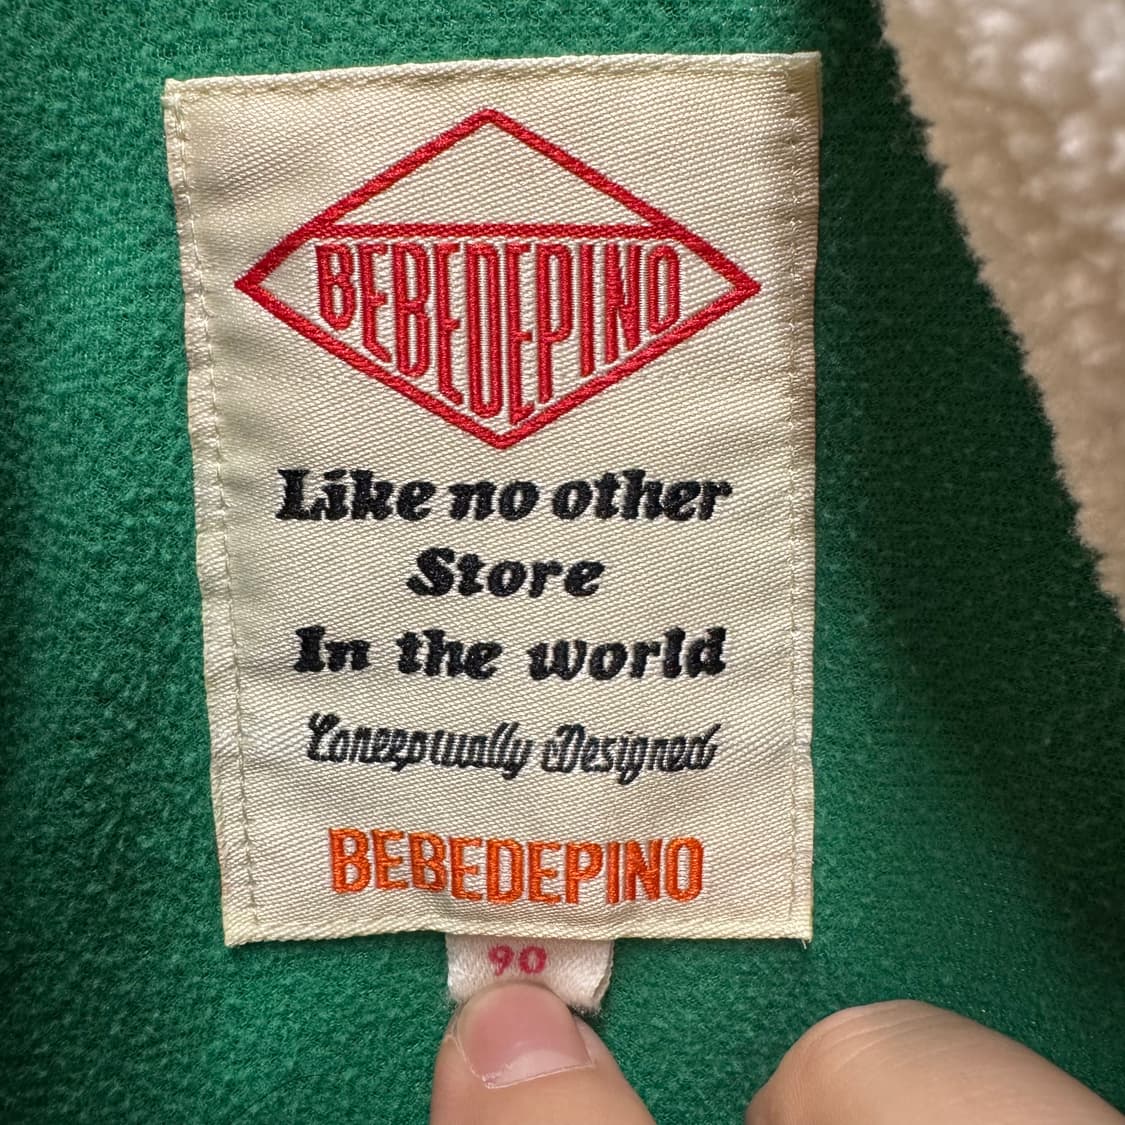 BEBEDEPINO
Like no other
Store
In the world
Conceptually Designed
BEBEDEPINO
90